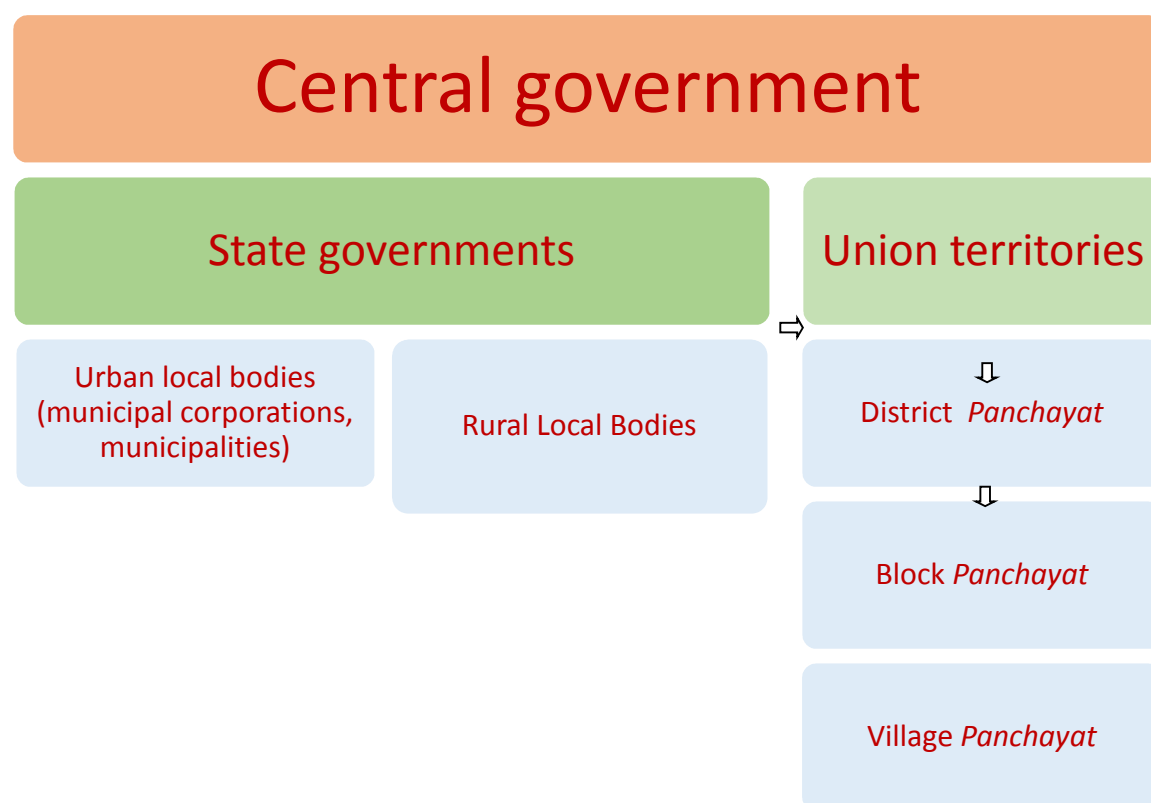 Central government
State governments
Union territories
Urban local bodies
(municipal corporations,
municipalities)
Rural Local Bodies
District Panchayat
Block Panchayat
Village Panchayat